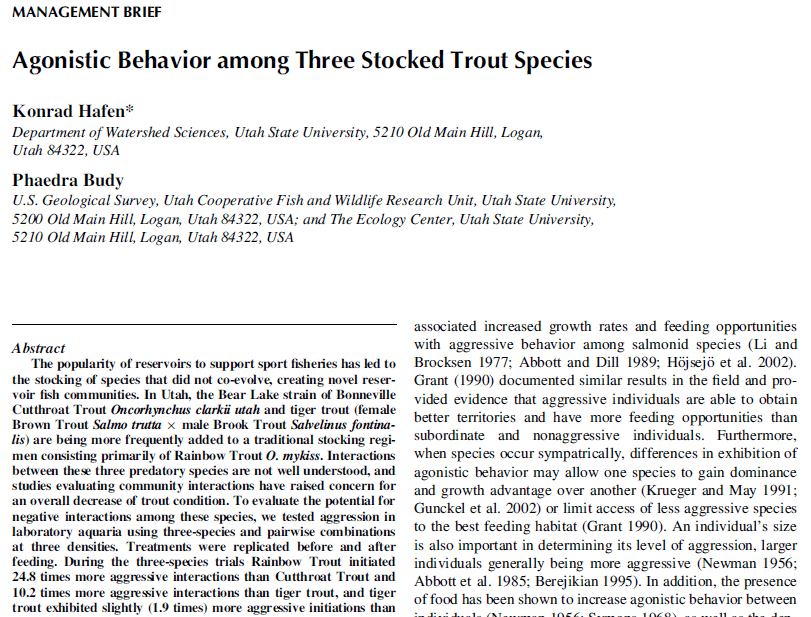 MANAGEMENT BRIEF
Agonistic Behavior among Three Stocked Trout Species
Konrad Hafen*
Department of Watershed Sciences, Utah State University, 5210 Old Main Hill, Logan,
Utah 84322, USA
Phaedra Budy
U.S. Geological Survey, Utah Cooperative Fish and Wildlife Research Unit, Utah State University,
5200 Old Main Hill, Logan, Utah 84322, USA; and The Ecology Center, Utah State University,
5210 Old Main Hill, Logan, Utah 84322, USA
Abstract
The popularity of reservoirs to support sport fisheries has led to
the stocking of species that did not co-evolve, creating novel reser-
voir fish communities. In Utah, the Bear Lake strain of Bonneville
Cutthroat Trout Oncorhynchus clarkii utah and tiger trout (female
Brown Trout Salmo trutta × male Brook Trout Salvelinus fontina-
lis) are being more frequently added to a traditional stocking regi-
men consisting primarily of Rainbow Trout O. mykiss. Interactions
between these three predatory species are not well understood, and
studies evaluating community interactions have raised concern for
an overall decrease of trout condition. To evaluate the potential for
negative interactions among these species, we tested aggression in
laboratory aquaria using three-species and pairwise combinations
at three densities. Treatments were replicated before and after
feeding. During the three-species trials Rainbow Trout initiated
24.8 times more aggressive interactions than Cutthroat Trout and
10.2 times more aggressive interactions than tiger trout, and tiger
trout exhibited slightly (1.9 times) more aggressive initiations than
associated increased growth rates and feeding opportunities
with aggressive behavior among salmonid species (Li and
Brocksen 1977; Abbott and Dill 1989; Höjsejö et al. 2002).
Grant (1990) documented similar results in the field and pro-
vided evidence that aggressive individuals are able to obtain
better territories and have more feeding opportunities than
subordinate and nonaggressive individuals. Furthermore,
when species occur sympatrically, differences in exhibition of
agonistic behavior may allow one species to gain dominance
and growth advantage over another (Krueger and May 1991;
Gunckel et al. 2002) or limit access of less aggressive species
to the best feeding habitat (Grant 1990). An individual's size
is also important in determining its level of aggression, larger
individuals generally being more aggressive (Newman 1956;
Abbott et al. 1985; Berejikian 1995). In addition, the presence
of food has been shown to increase agonistic behavior between